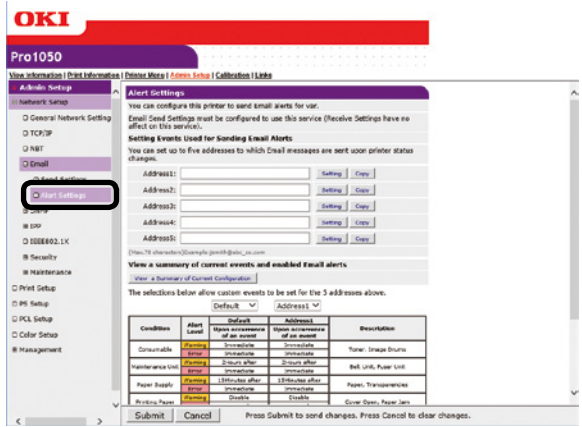 OKI
Pro1050
View Information | Print Information | Printer Menu | Admin Setup | Calibration | Links
Admin Setup
Network Setup
General Network Setting
TCP/IP
NBT
Email
Send Settings
Alert Settings
SNMP
IPP
IEEE802.1X
Security
Maintenance
Print Setup
PS Setup
PCL Setup
Color Setup
Management
Alert Settings
You can configure this printer to send Email alerts for var.
Email Send Settings must be configured to use this service (Receive Settings have no
affect on this service).
Setting Events Used for Sending Email Alerts
You can set up to five addresses to which Email messages are sent upon printer status
changes.
Address1: Setting Copy
Address2: Setting Copy
Address3: Setting Copy
Address4: Setting Copy
Address5: Setting Copy
View a summary of current events and enabled Email alerts
View a Summary of Current Configuration
The selections below allow custom events to be set for the 5 addresses above.
Default Address1
Condition Alert Level Default Upon occurrence of an event Address1 Upon occurrence of an event Description
Consumable Warning Immediate Immediate Toner, Image Drums
Error Immediate Immediate
Maintenance Unit Warning 2Hours after 2Hours after Belt Unit, Fuser Unit
Error Immediate Immediate
Paper Supply Warning 15Minutes after 15Minutes after Paper, Transparencies
Error Immediate Immediate
Printing Paper Warning Disable Disable Cover Open, Paper Jam
Submit Cancel Press Submit to send changes. Press Cancel to clear changes.